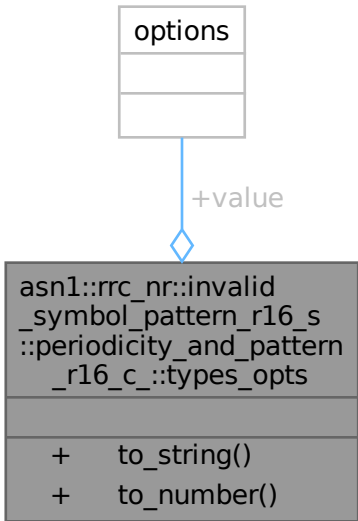 options
+value
asn1::rrc_nr::invalid
_symbol_pattern_r16_s
::periodicity_and_pattern
_r16_c_::types_opts
+ to_string()
+ to_number()